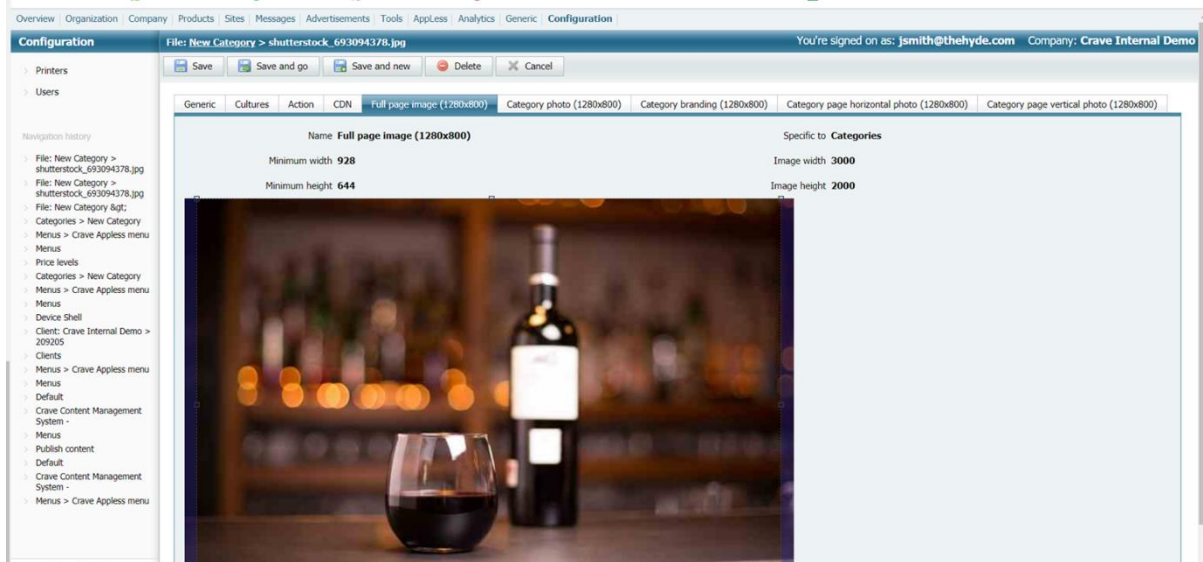 Overview Organization Company Products Sites Messages Advertisements Tools AppLess Analytics Generic Configuration
Configuration
File: New Category > shutterstock_693094378.jpg
You're signed on as: jsmith@thehyde.com Company: Crave Internal Demo
Printers
Users
Save Save and go Save and new Delete Cancel
Generic Cultures Action CDN Full page image (1280x800) Category photo (1280x800) Category branding (1280x800) Category page horizontal photo (1280x800) Category page vertical photo (1280x800)
Name Full page image (1280x800)
Specific to Categories
Minimum width 928
Image width 3000
Minimum height 644
Image height 2000
Navigation history
File: New Category >
shutterstock_693094378.jpg
File: New Category >
shutterstock_693094378.jpg
File: New Category &gt;
Categories > New Category
Menus > Crave Appless menu
Menus
Price levels
Categories > New Category
Menus > Crave Appless menu
Menus
Device Shell
Client: Crave Internal Demo >
209205
Clients
Menus > Crave Appless menu
Menus
Default
Crave Content Management
System -
Menus
Publish content
Default
Crave Content Management
System -
Menus > Crave Appless menu